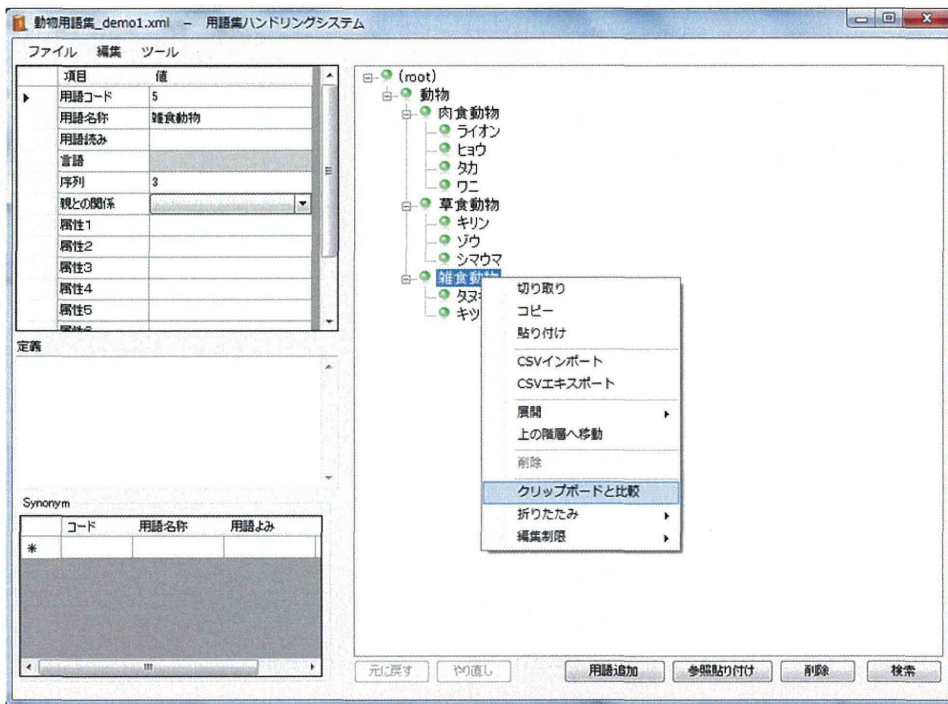 動物用語集_demo1.xml － 用語集ハンドリングシステム
ファイル 編集 ツール
項目 値
用語コード 5
用語名称 雑食動物
用語読み
言語
序列 3
親との関係
属性1
属性2
属性3
属性4
属性5
定義
Synonym
コード 用語名称 用語よみ
(root)
動物
肉食動物
ライオン
ヒョウ
タカ
ワニ
草食動物
キリン
ゾウ
シマウマ
雑食動物
タヌ
キツ
切り取り
コピー
貼り付け
CSVインポート
CSVエキスポート
展開
上の階層へ移動
削除
クリップボードと比較
折りたたみ
編集制限
元に戻す やり直し 用語追加 参照貼り付け 削除 検索